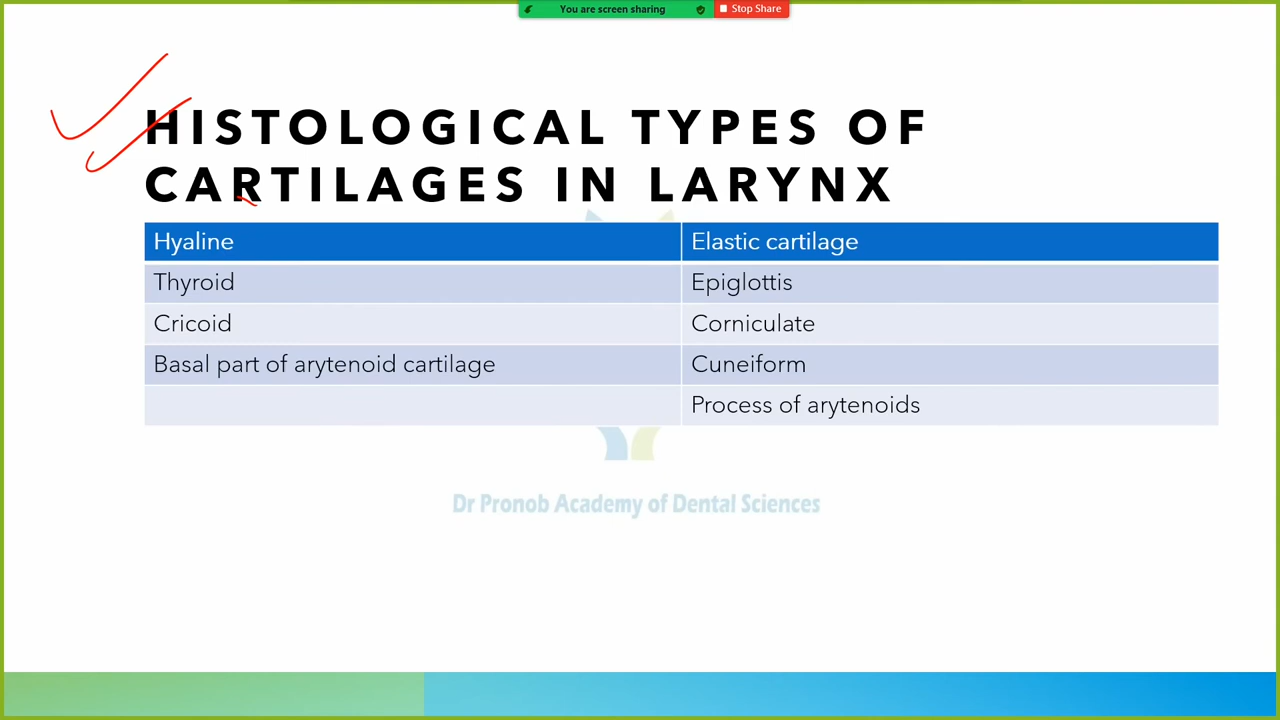 You are screen sharing Stop Share
HISTOLOGICAL TYPES OF
CARTILAGES IN LARYNX
Hyaline Elastic cartilage
Thyroid Epiglottis
Cricoid Corniculate
Basal part of arytenoid cartilage Cuneiform
Process of arytenoids
Dr Pronob Academy of Dental Sciences